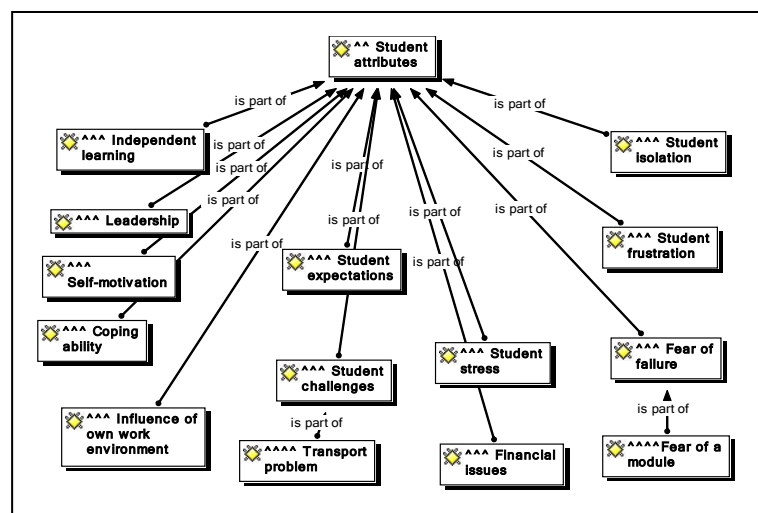 ^^ Student
attributes
is part of
^^^ Independent
learning
^^^ Student
isolation
is part of
is part of
is part of
is part of
^^^ Leadership
is part of
is part of
is part of
^^^
Self-motivation
is part of
^^^ Student
expectations
is part of
^^^ Student
frustration
^^^ Coping
ability
^^^ Student
challenges
^^^ Student
stress
^^^ Fear of
failure
^^^ Influence of
own work
environment
is part of
is part of
^^^^ Transport
problem
^^^ Financial
issues
^^^^Fear of a
module